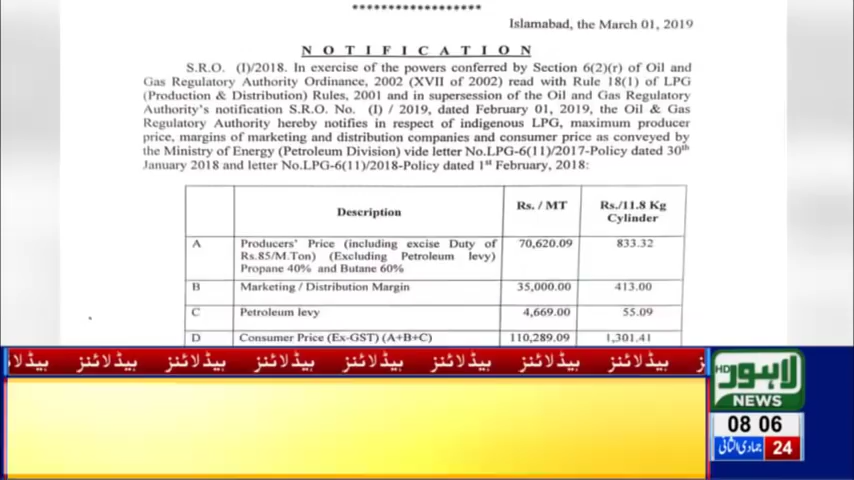 ******************
Islamabad, the March 01, 2019
NOTIFICATION
S.R.O. (I)/2018. In exercise of the powers conferred by Section 6(2)(r) of Oil and
Gas Regulatory Authority Ordinance, 2002 (XVII of 2002) read with Rule 18(1) of LPG
(Production & Distribution) Rules, 2001 and in supersession of the Oil and Gas Regulatory
Authority's notification S.R.O. No. (I) / 2019, dated February 01, 2019, the Oil & Gas
Regulatory Authority hereby notifies in respect of indigenous LPG, maximum producer
price, margins of marketing and distribution companies and consumer price as conveyed by
the Ministry of Energy (Petroleum Division) vide letter No.LPG-6(11)/2017-Policy dated 30th
January 2018 and letter No.LPG-6(11)/2018-Policy dated 1st February, 2018:
Description Rs. / MT Rs./11.8 Kg
Cylinder
A Producers' Price (including excise Duty of 70,620.09 833.32
Rs.85/M.Ton) (Excluding Petroleum levy)
Propane 40% and Butane 60%
B Marketing / Distribution Margin 35,000.00 413.00
C Petroleum levy 4,669.00 55.09
D Consumer Price (Ex-GST) (A+B+C) 110,289.09 1,301.41
ہیڈلائنز ہیڈلائنز ہیڈلائنز ہیڈلائنز ہیڈلائنز ہیڈلائنز ہیڈلائنز ہیڈلائنز
لاہور HD
NEWS
08 06
24 جمادی الثانی